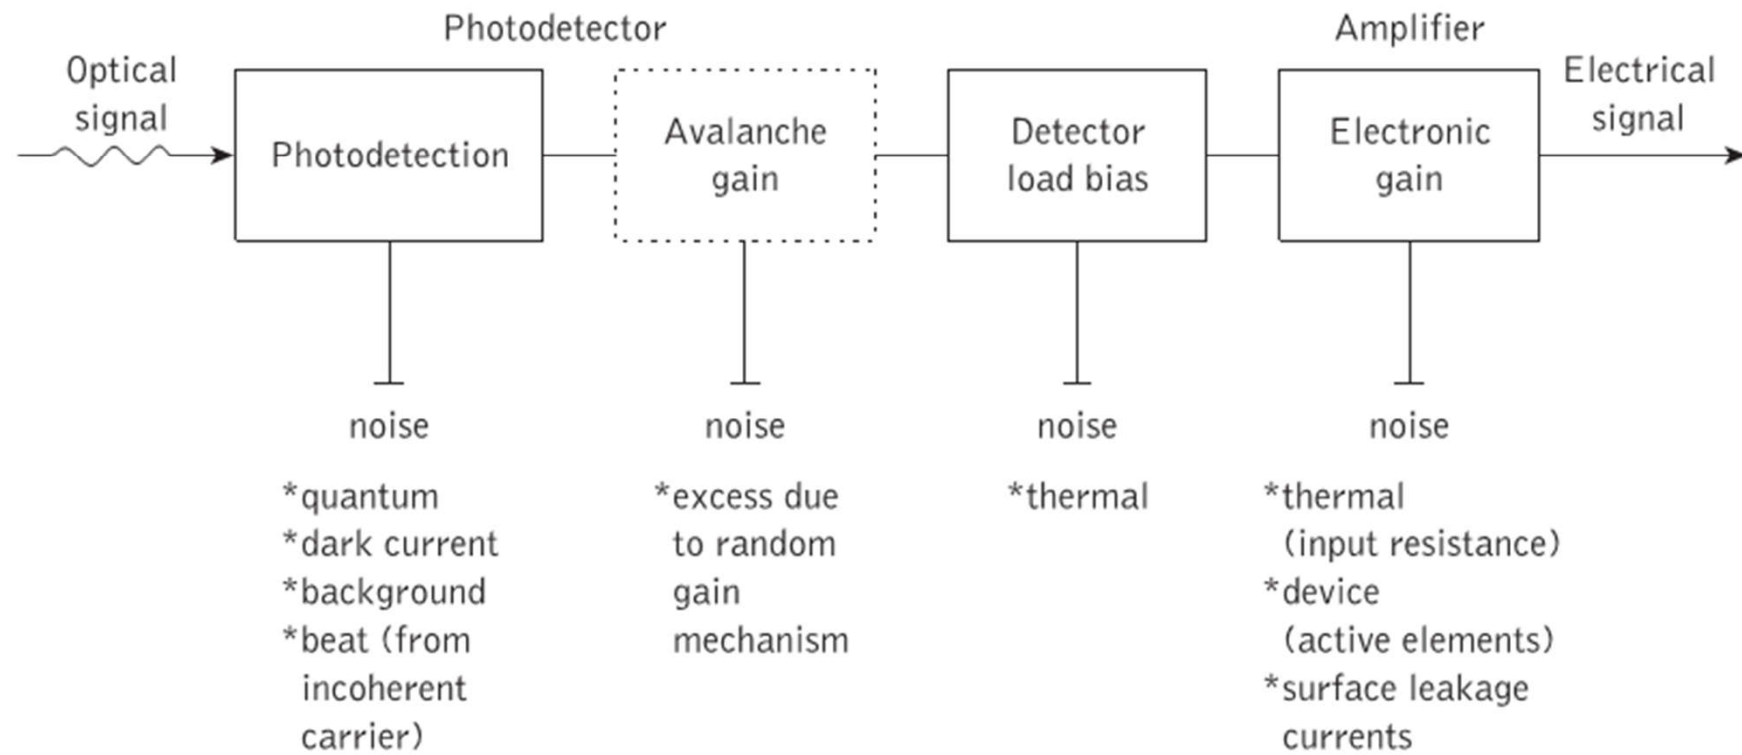 Photodetector
Amplifier
Optical
signal
Photodetection
Avalanche
gain
Detector
load bias
Electronic
gain
Electrical
signal
noise
*quantum
*dark current
*background
*beat (from
incoherent
carrier)
noise
*excess due
to random
gain
mechanism
noise
*thermal
noise
*thermal
(input resistance)
*device
(active elements)
*surface leakage
currents